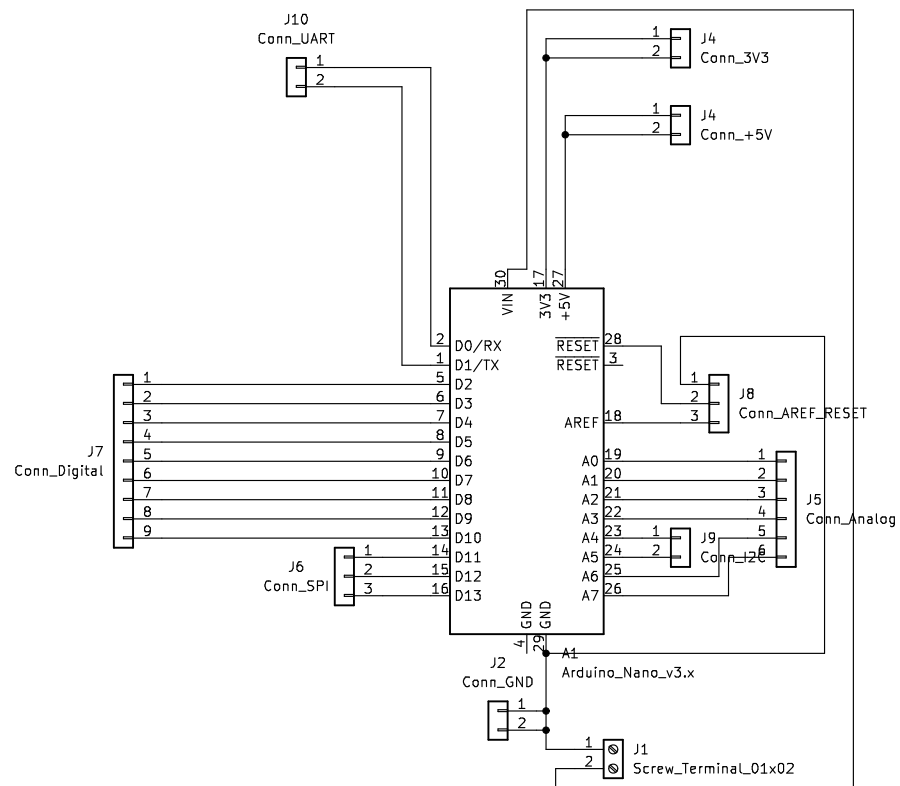 J10
Conn_UART
1
2
1
2
J4
Conn_3V3
1
2
J4
Conn_+5V
30
17
27
VIN
3V3
+5V
2 D0/RX
1 D1/TX
5 D2
6 D3
7 D4
8 D5
9 D6
10 D7
11 D8
12 D9
13 D10
14 D11
15 D12
16 D13
RESET 28
RESET 3
AREF 18
A0 19
A1 20
A2 21
A3 22
A4 23
A5 24
A6 25
A7 26
GND
GND
4
29
1
2
3
J8
Conn_AREF_RESET
1
2
3
4
5
6
7
8
9
J7
Conn_Digital
1
2
3
4
5
6
J5
Conn_Analog
1
2
J9
Conn_I2C
J6
Conn_SPI
1
2
3
A1
Arduino_Nano_v3.x
J2
Conn_GND
1
2
1
2
J1
Screw_Terminal_01x02